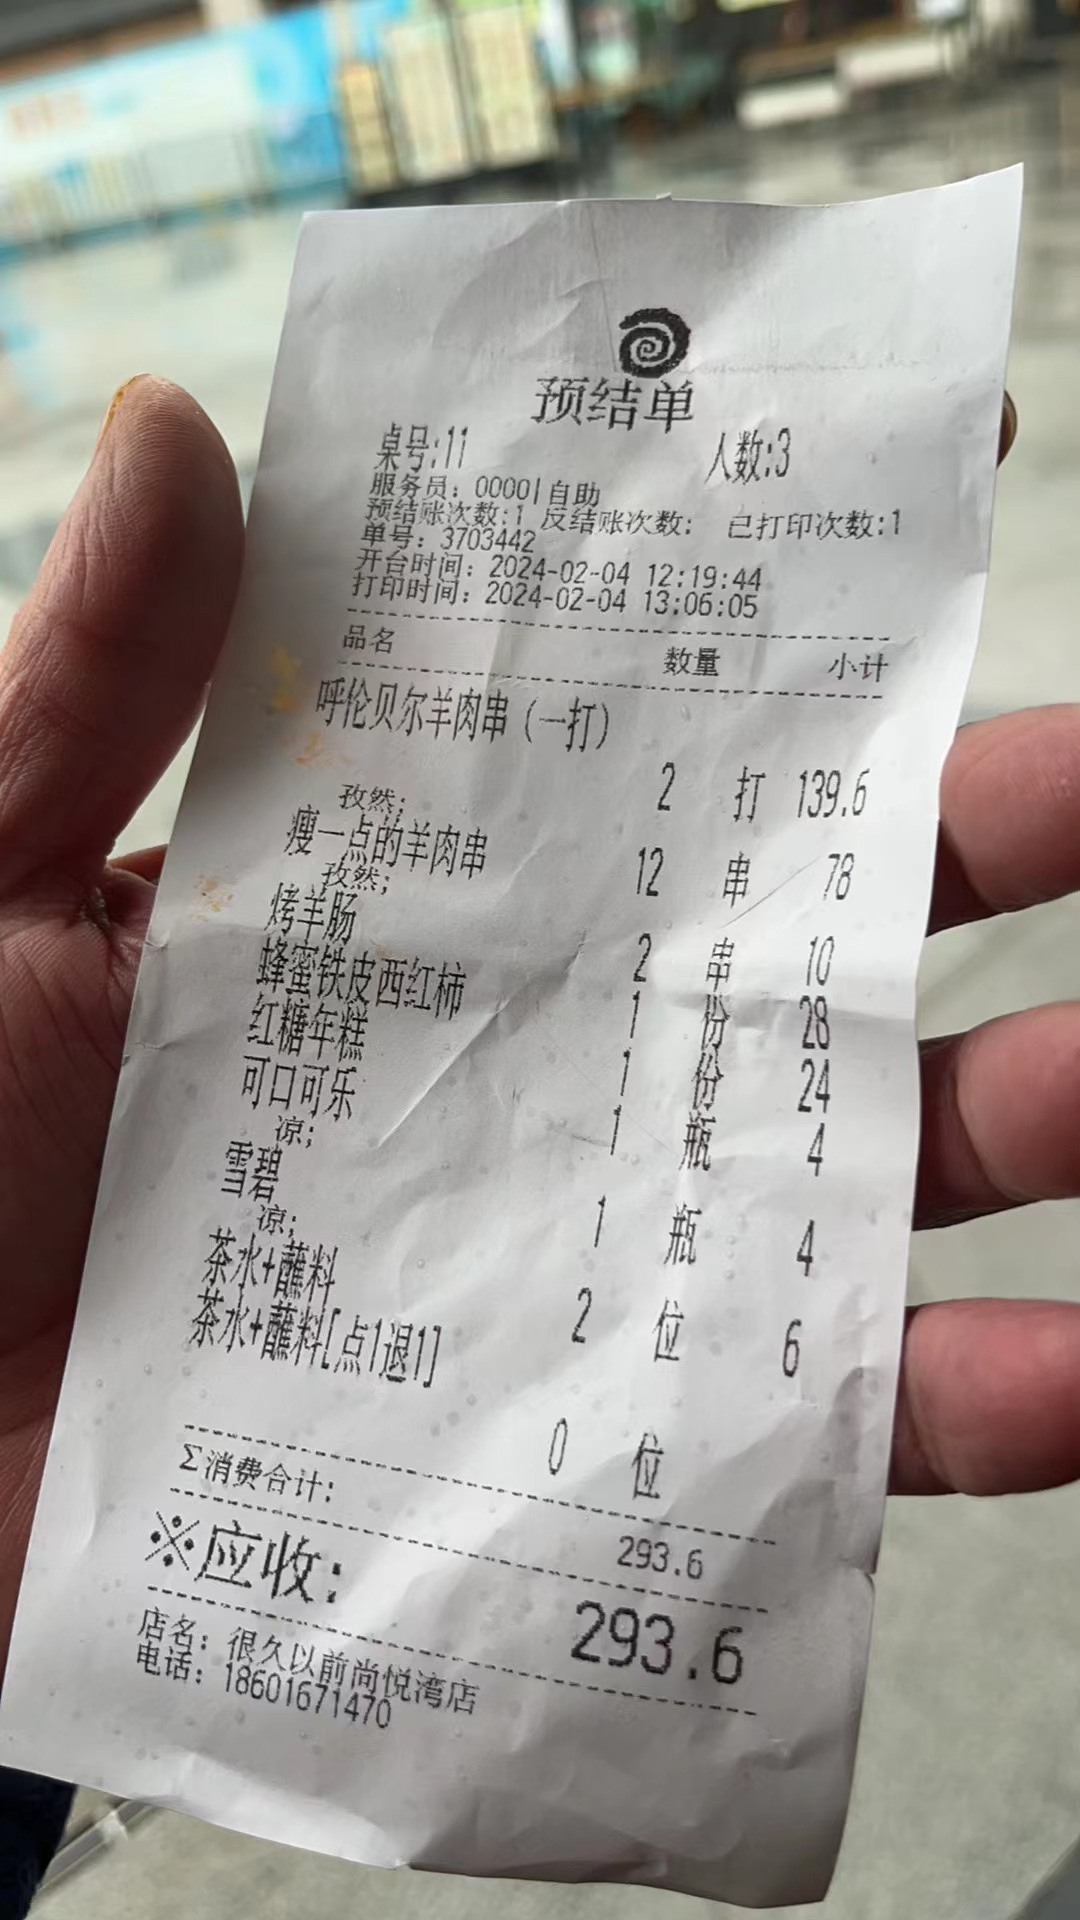 预结单
桌号:11 人数:3
服务员: 0000|自助
预结账次数:1 反结账次数: 已打印次数:1
单号: 3703442
开台时间: 2024-02-04 12:19:44
打印时间: 2024-02-04 13:06:05
品名 数量 小计
呼伦贝尔羊肉串(一打)
2 打 139.6
孜然;
瘦一点的羊肉串 12 串 78
孜然;
烤羊肠 2 串 10
蜂蜜铁皮西红柿 1 份 28
红糖年糕 1 份 24
可口可乐 1 瓶 4
凉;
雪碧 1 瓶 4
凉;
茶水+蘸料 2 位 6
茶水+蘸料[点1退1]
0 位
Σ消费合计: 293.6
※应收: 293.6
店名: 很久以前尚悦湾店
电话: 18601671470